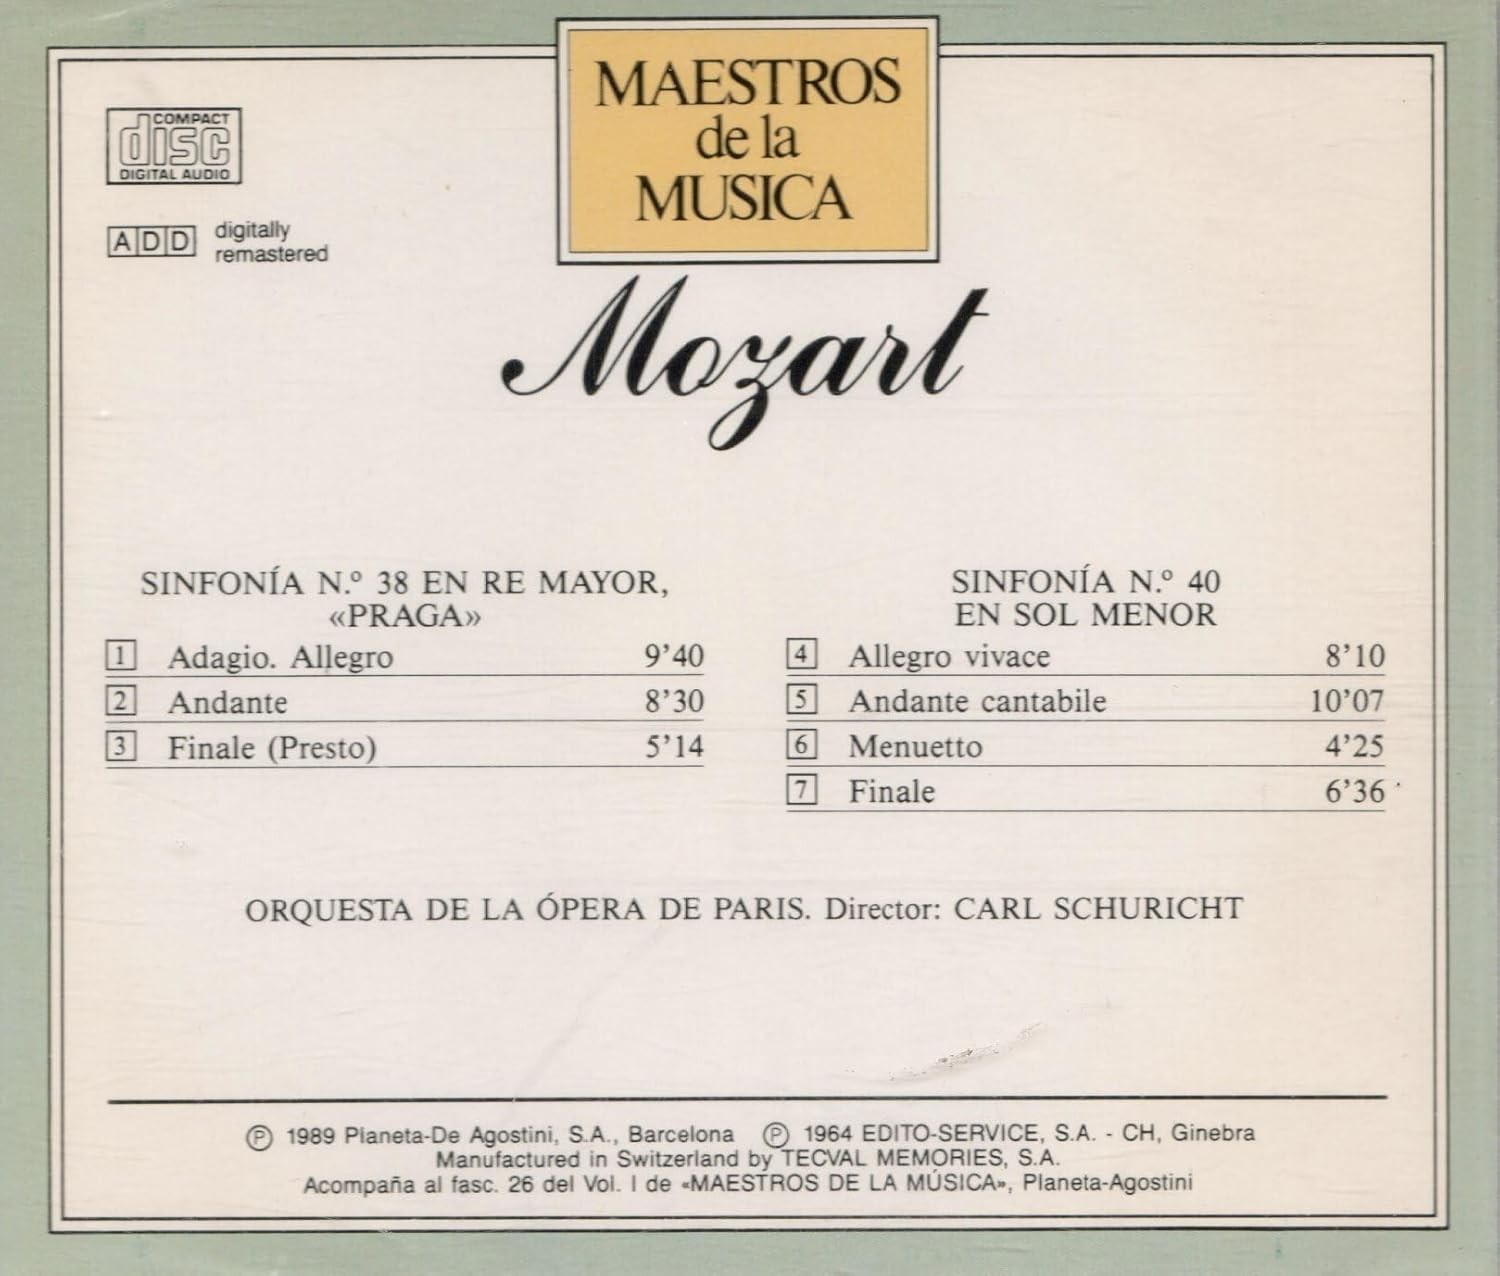 MAESTROS
de la
MUSICA
COMPACT
disc
DIGITAL AUDIO
ADD digitally
remastered
Mozart
SINFONÍA N.º 38 EN RE MAYOR,
«PRAGA»
1 Adagio. Allegro 9'40
2 Andante 8'30
3 Finale (Presto) 5'14
SINFONÍA N.º 40
EN SOL MENOR
4 Allegro vivace 8'10
5 Andante cantabile 10'07
6 Menuetto 4'25
7 Finale 6'36
ORQUESTA DE LA ÓPERA DE PARIS. Director: CARL SCHURICHT
Ⓟ 1989 Planeta-De Agostini, S.A., Barcelona Ⓟ 1964 EDITO-SERVICE, S.A. - CH, Ginebra
Manufactured in Switzerland by TECVAL MEMORIES, S.A.
Acompaña al fasc. 26 del Vol. I de «MAESTROS DE LA MÚSICA», Planeta-Agostini